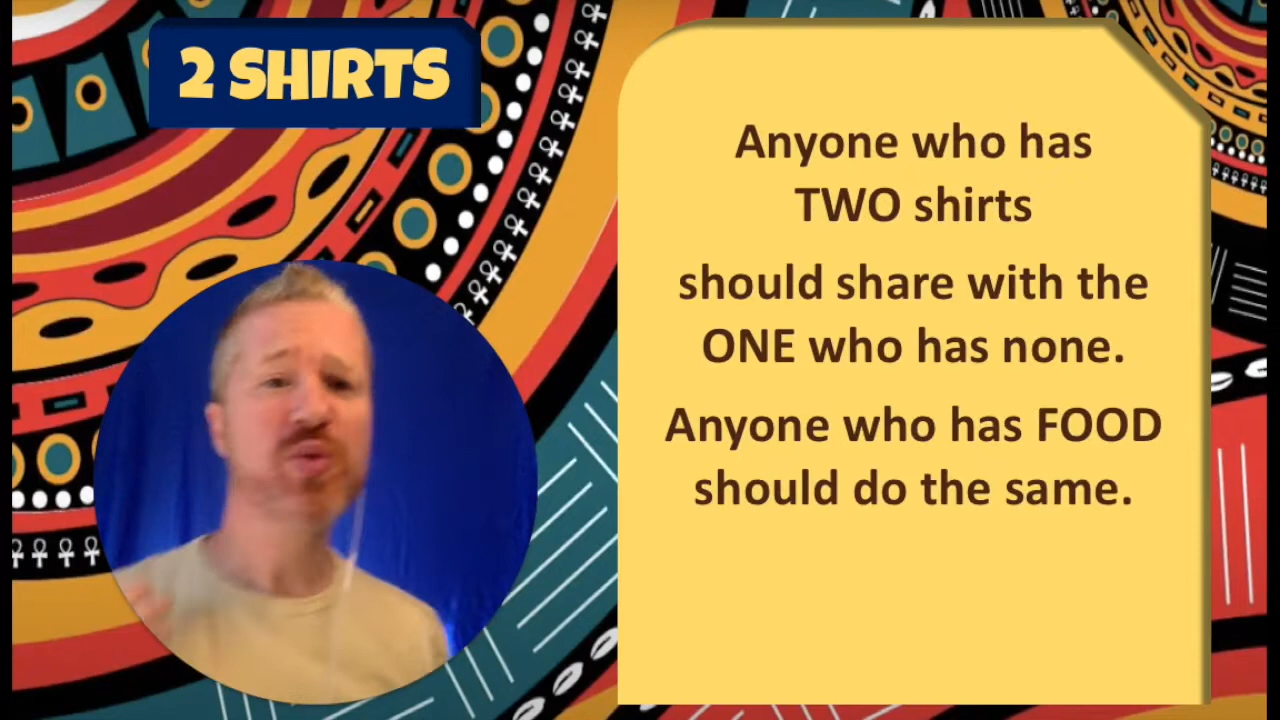 2 SHIRTS
Anyone who has
TWO shirts
should share with the
ONE who has none.
Anyone who has FOOD
should do the same.